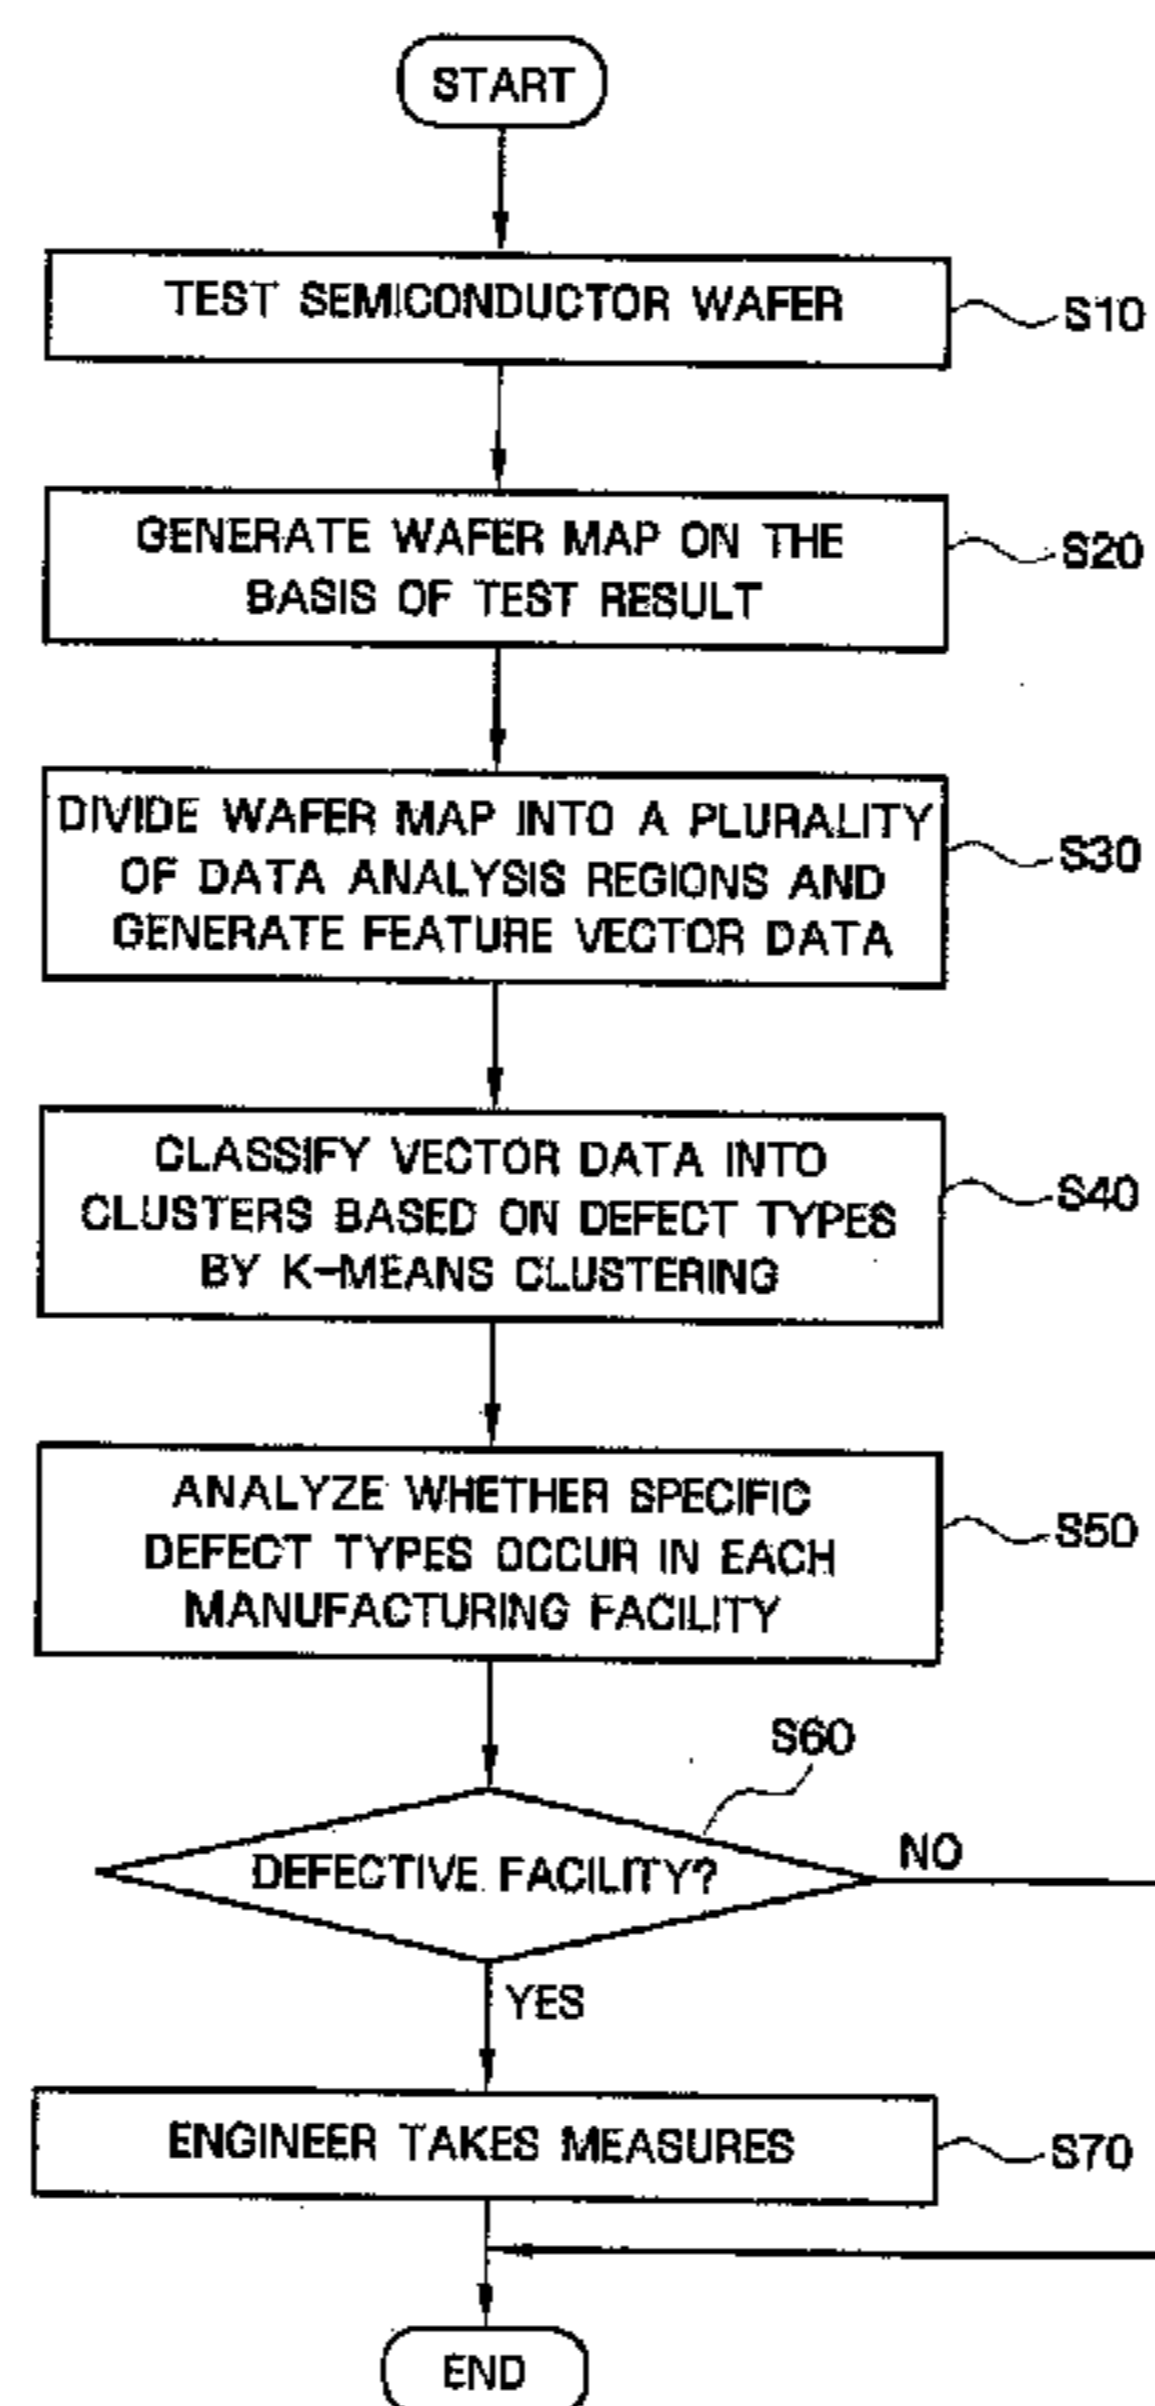 START
TEST SEMICONDUCTOR WAFER
S10
GENERATE WAFER MAP ON THE
BASIS OF TEST RESULT
S20
DIVIDE WAFER MAP INTO A PLURALITY
OF DATA ANALYSIS REGIONS AND
GENERATE FEATURE VECTOR DATA
S30
CLASSIFY VECTOR DATA INTO
CLUSTERS BASED ON DEFECT TYPES
BY K-MEANS CLUSTERING
S40
ANALYZE WHETHER SPECIFIC
DEFECT TYPES OCCUR IN EACH
MANUFACTURING FACILITY
S50
S60
DEFECTIVE FACILITY?
NO
YES
ENGINEER TAKES MEASURES
S70
END